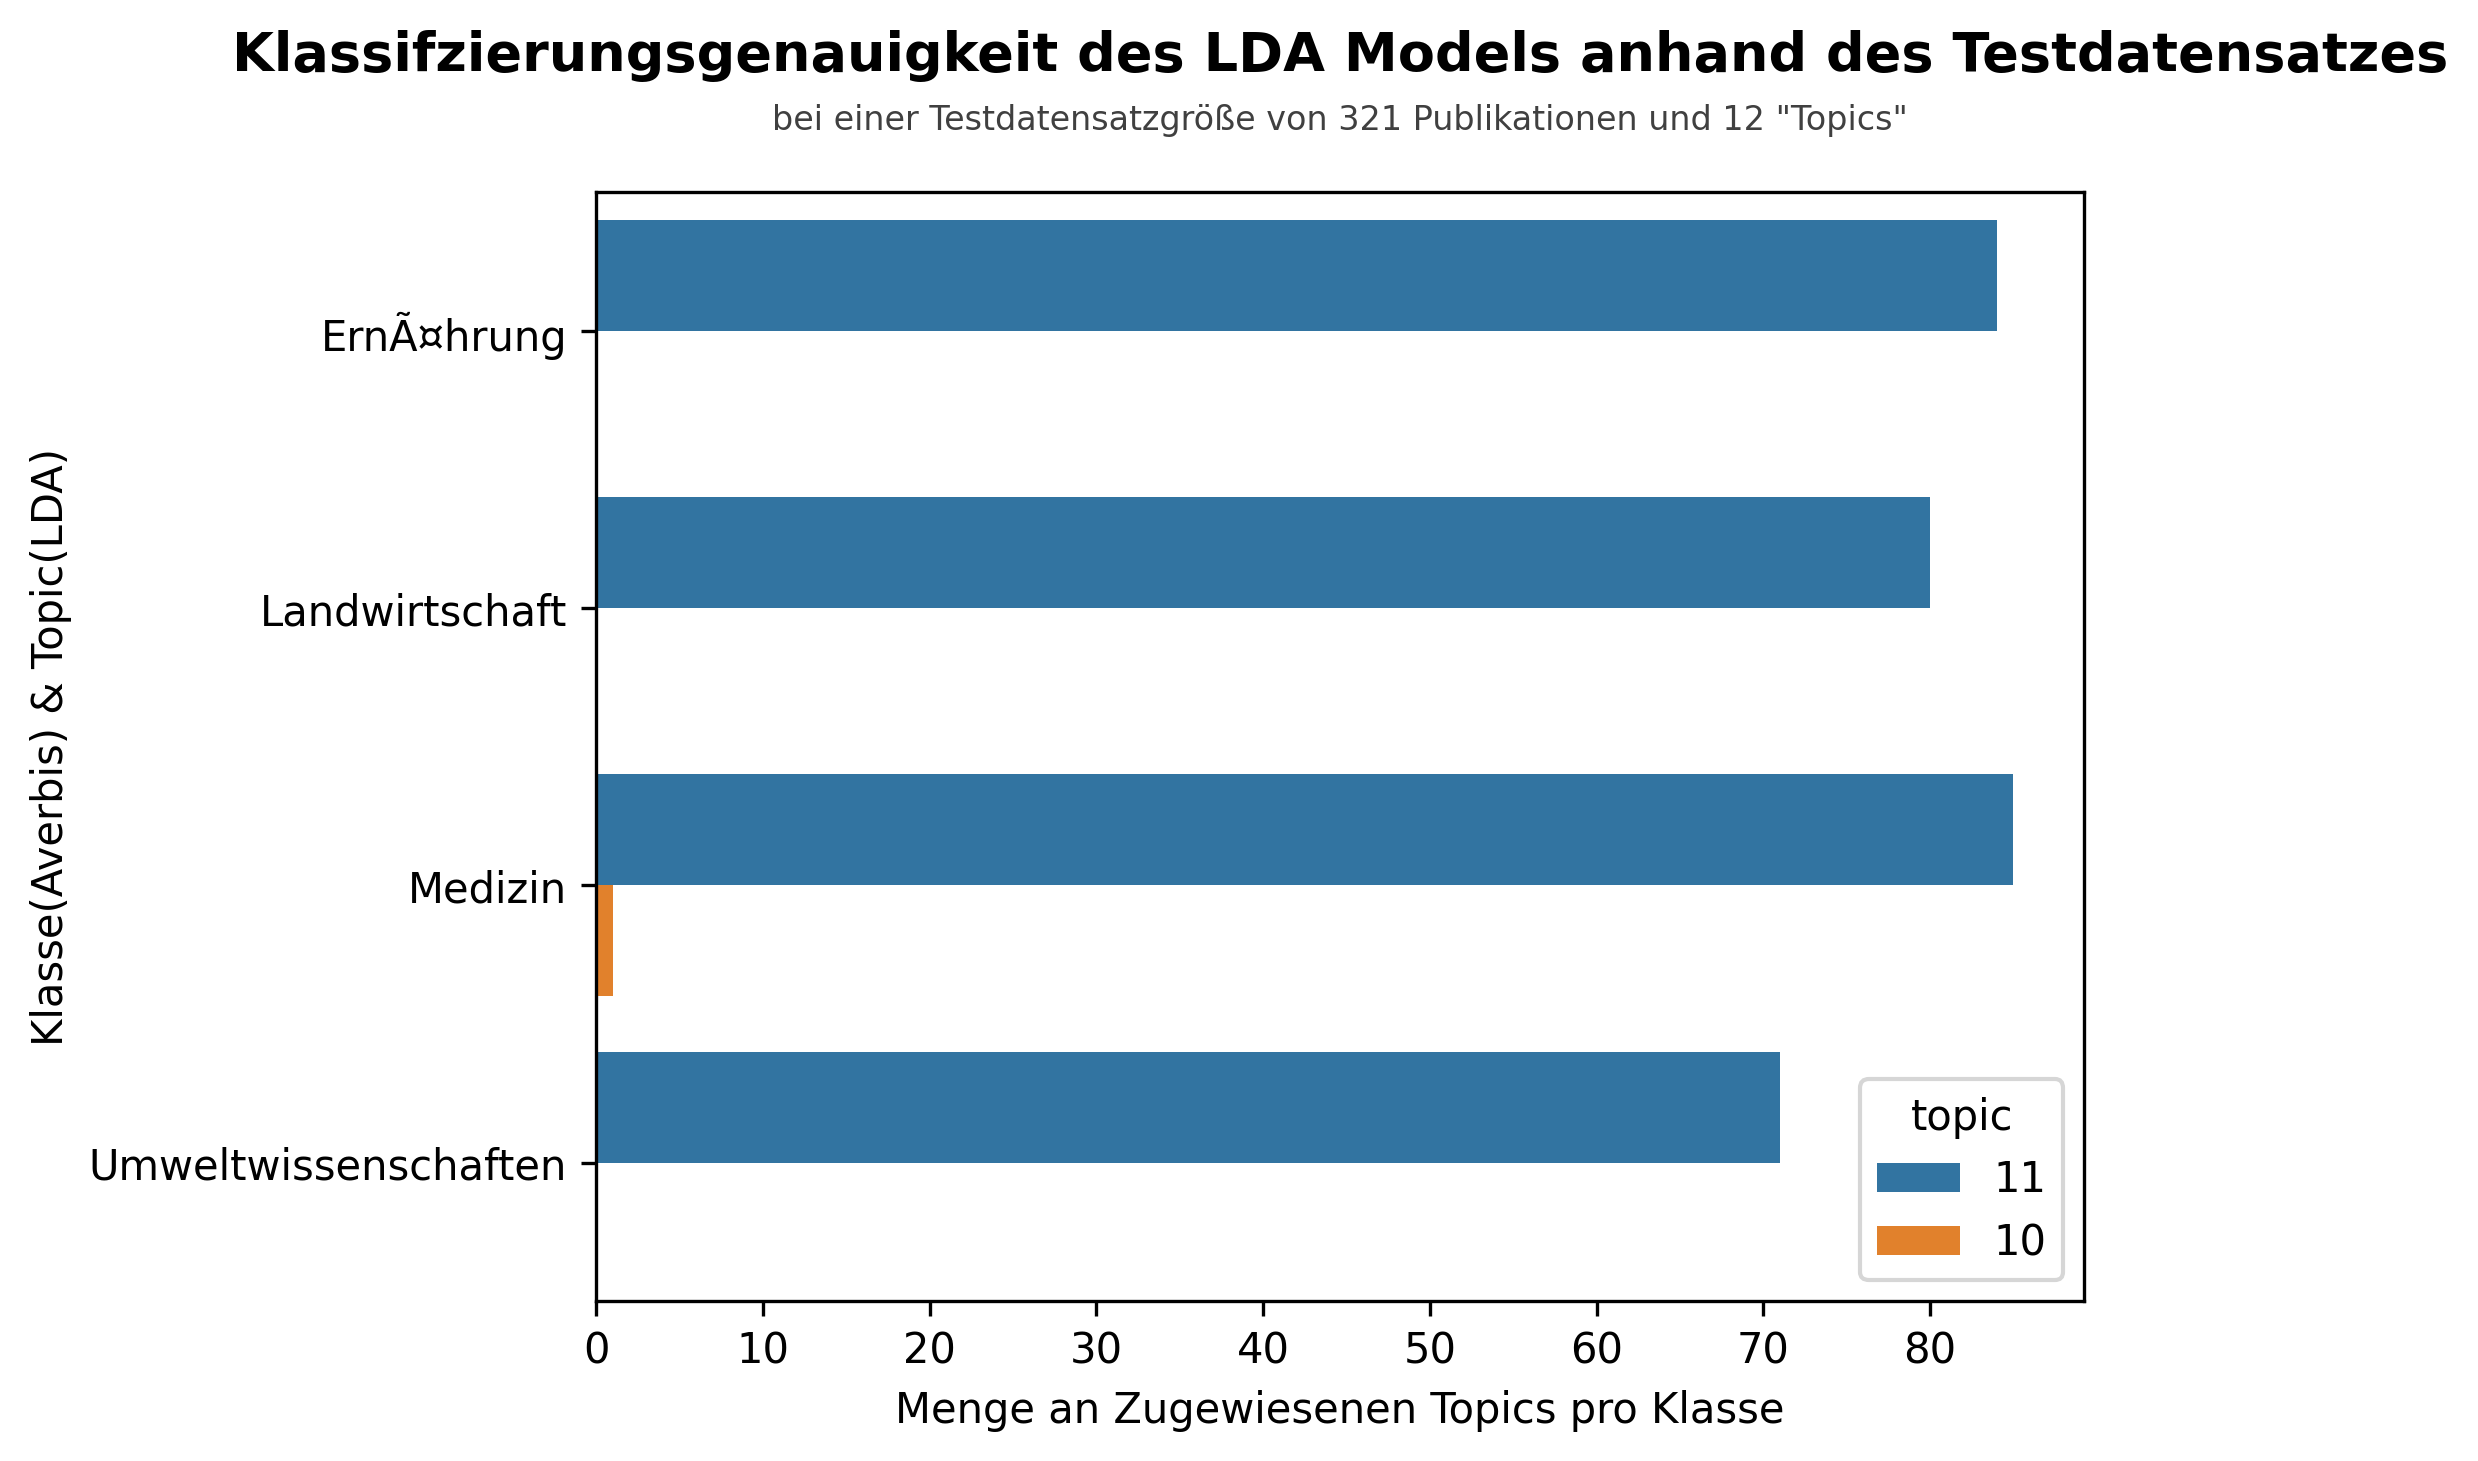 Klassifzierungsgenauigkeit des LDA Models anhand des Testdatensatzes
bei einer Testdatensatzgröße von 321 Publikationen und 12 "Topics"
Klasse(Averbis) & Topic(LDA)
ErnÃ¤hrung
Landwirtschaft
Medizin
Umweltwissenschaften
topic
11
10
0 10 20 30 40 50 60 70 80
Menge an Zugewiesenen Topics pro Klasse